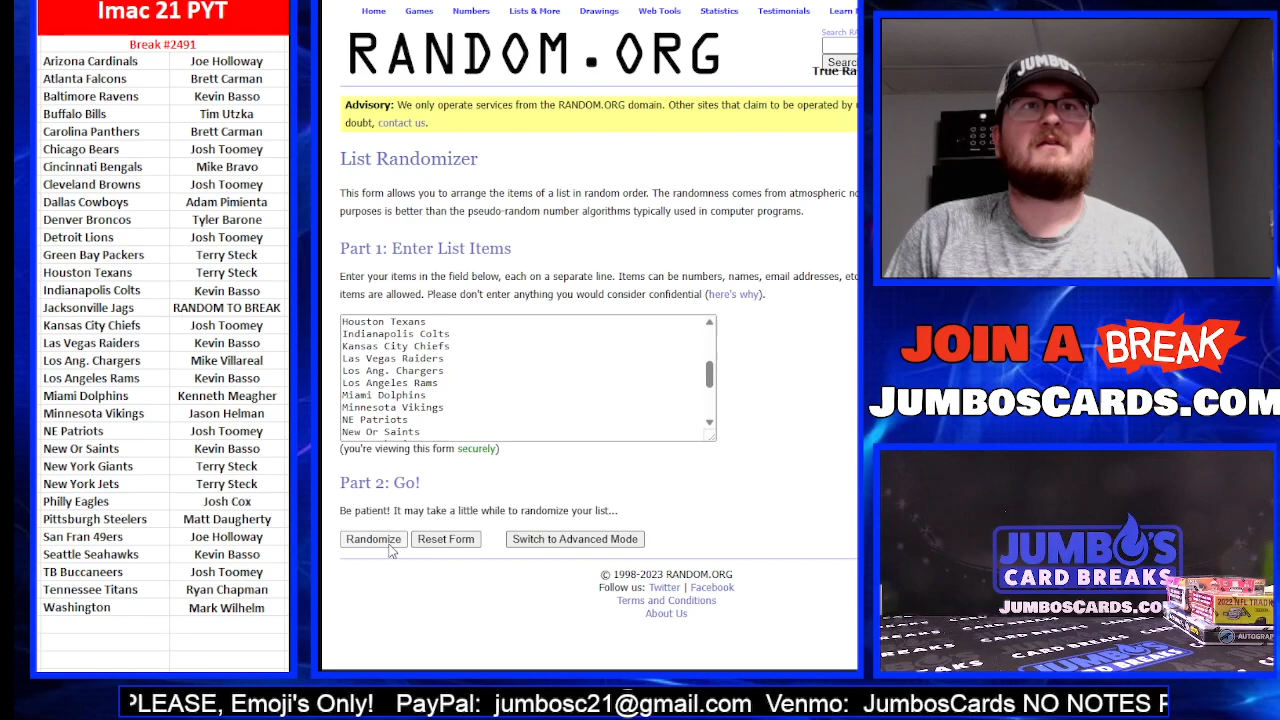 Imac 21 PYT
Break #2491
Arizona Cardinals Joe Holloway
Atlanta Falcons Brett Carman
Baltimore Ravens Kevin Basso
Buffalo Bills Tim Utzka
Carolina Panthers Brett Carman
Chicago Bears Josh Toomey
Cincinnati Bengals Mike Bravo
Cleveland Browns Josh Toomey
Dallas Cowboys Adam Pimienta
Denver Broncos Tyler Barone
Detroit Lions Josh Toomey
Green Bay Packers Terry Steck
Houston Texans Terry Steck
Indianapolis Colts Kevin Basso
Jacksonville Jags RANDOM TO BREAK
Kansas City Chiefs Josh Toomey
Las Vegas Raiders Kevin Basso
Los Ang. Chargers Mike Villareal
Los Angeles Rams Kevin Basso
Miami Dolphins Kenneth Meagher
Minnesota Vikings Jason Helman
NE Patriots Josh Toomey
New Or Saints Kevin Basso
New York Giants Terry Steck
New York Jets Terry Steck
Philly Eagles Josh Cox
Pittsburgh Steelers Matt Daugherty
San Fran 49ers Joe Holloway
Seattle Seahawks Kevin Basso
TB Buccaneers Josh Toomey
Tennessee Titans Ryan Chapman
Washington Mark Wilhelm
Home Games Numbers Lists & More Drawings Web Tools Statistics Testimonials Learn
RANDOM.ORG
Search
True Ra
Advisory: We only operate services from the RANDOM.ORG domain. Other sites that claim to be operated by
doubt, contact us.
List Randomizer
This form allows you to arrange the items of a list in random order. The randomness comes from atmospheric no
purposes is better than the pseudo-random number algorithms typically used in computer programs.
Part 1: Enter List Items
Enter your items in the field below, each on a separate line. Items can be numbers, names, email addresses, etc
items are allowed. Please don't enter anything you would consider confidential (here's why).
Houston Texans
Indianapolis Colts
Kansas City Chiefs
Las Vegas Raiders
Los Ang. Chargers
Los Angeles Rams
Miami Dolphins
Minnesota Vikings
NE Patriots
New Or Saints
(you're viewing this form securely)
Part 2: Go!
Be patient! It may take a little while to randomize your list...
Randomize Reset Form Switch to Advanced Mode
© 1998-2023 RANDOM.ORG
Follow us: Twitter | Facebook
Terms and Conditions
About Us
JUMBO'S
JOIN A BREAK
JUMBOSCARDS.COM
JUMBO'S
CARD BREAKS
JUMBOSCARDS.CO
2022 NFL TRAD
AUTOGRA
PLEASE, Emoji's Only! PayPal: jumbosc21@gmail.com Venmo: JumbosCards NO NOTES